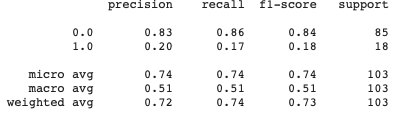 precision recall f1-score support
0.0 0.83 0.86 0.84 85
1.0 0.20 0.17 0.18 18
micro avg 0.74 0.74 0.74 103
macro avg 0.51 0.51 0.51 103
weighted avg 0.72 0.74 0.73 103